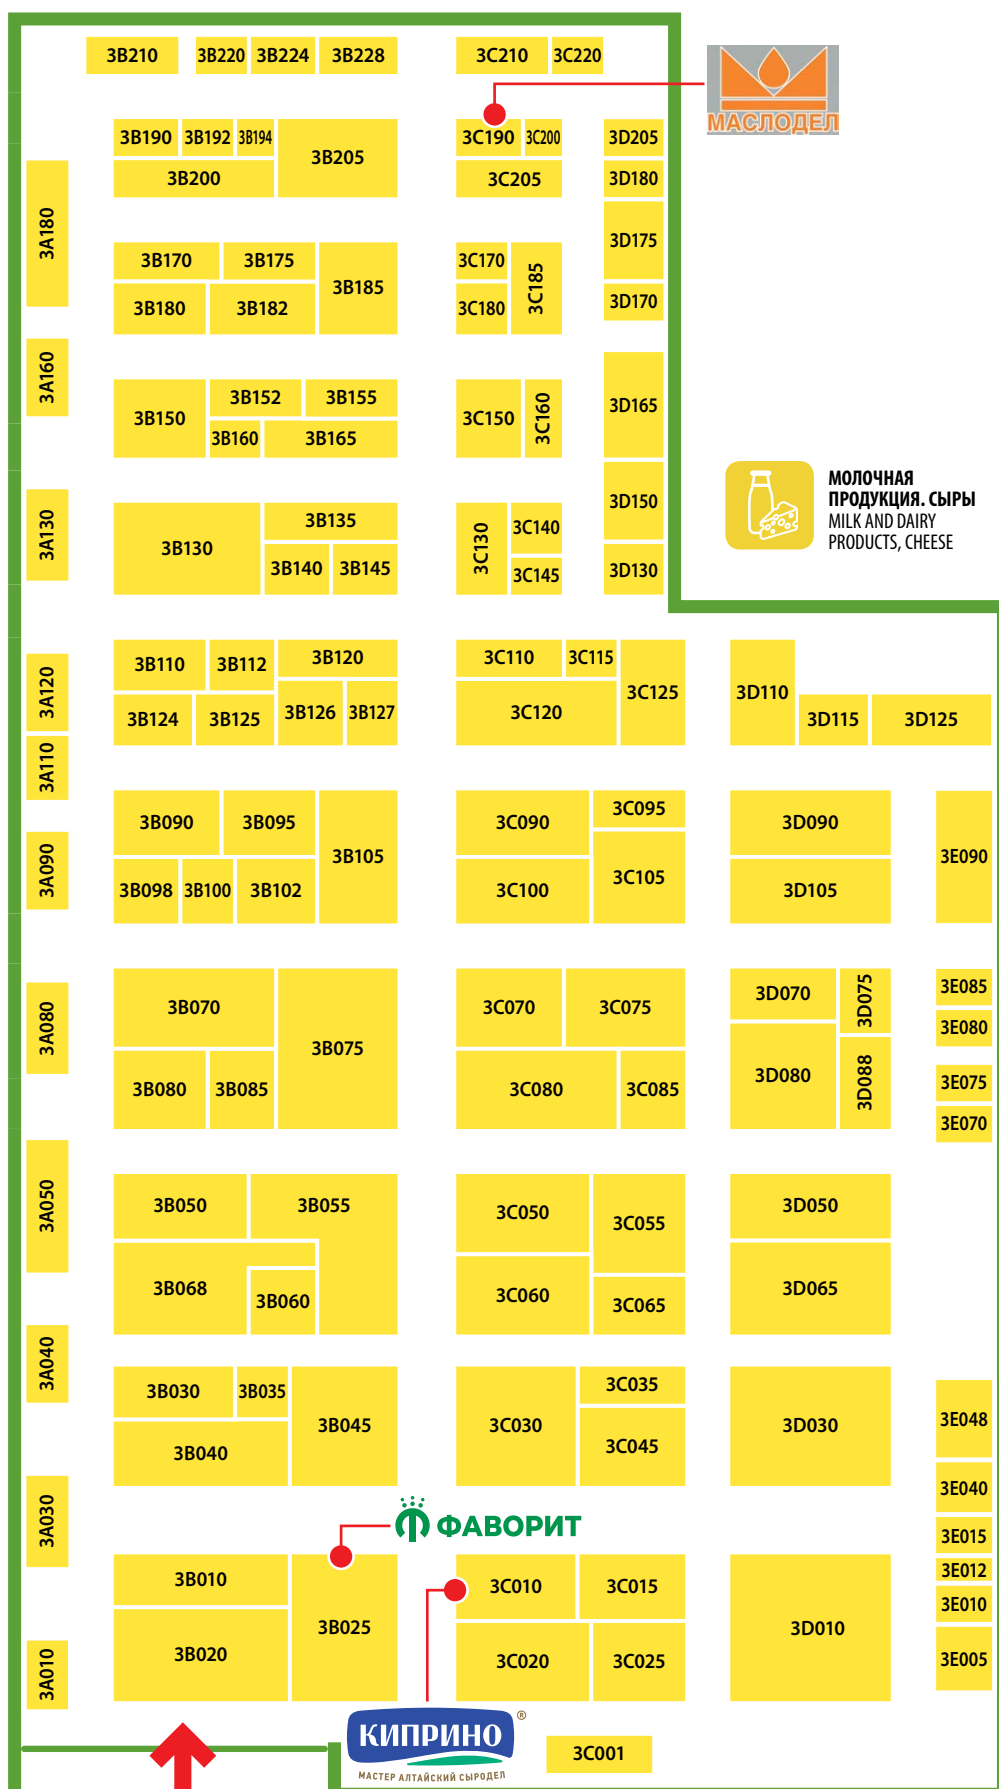 3B210 3B220 3B224 3B228 3C210 3C220
МАСЛОДЕЛ
3B190 3B192 3B194 3B205 3C190 3C200 3D205
3B200 3C205 3D180
3A180
3D175
3B170 3B175 3B185 3C170 3C185
3B180 3B182 3C180 3D170
3A160
3B150 3B152 3B155 3C150 3C160 3D165
3B160 3B165
МОЛОЧНАЯ
ПРОДУКЦИЯ. СЫРЫ
MILK AND DAIRY
PRODUCTS, CHEESE
3A130
3B130 3B135 3C130 3C140 3D150
3B140 3B145 3C145 3D130
3A120
3B110 3B112 3B120 3C110 3C115 3C125 3D110
3B124 3B125 3B126 3B127 3C120 3D115 3D125
3A110
3B090 3B095 3B105 3C090 3C095 3D090 3E090
3A090
3B098 3B100 3B102 3C100 3C105 3D105
3B070 3B075 3C070 3C075 3D070 3D075 3E085
3E080
3A080
3B080 3B085 3C080 3C085 3D080 3D088 3E075
3E070
3A050
3B050 3B055 3C050 3C055 3D050
3B068 3B060 3C060 3C065 3D065
3A040
3B030 3B035 3B045 3C030 3C035 3D030 3E048
3B040 3C045
3E040
3A030
ФАВОРИТ
3E015
3E012
3B010 3B025 3C010 3C015 3D010 3E010
3B020 3C020 3C025 3E005
3A010
КИПРИНО ®
МАСТЕР АЛТАЙСКИЙ СЫРОДЕЛ
3C001